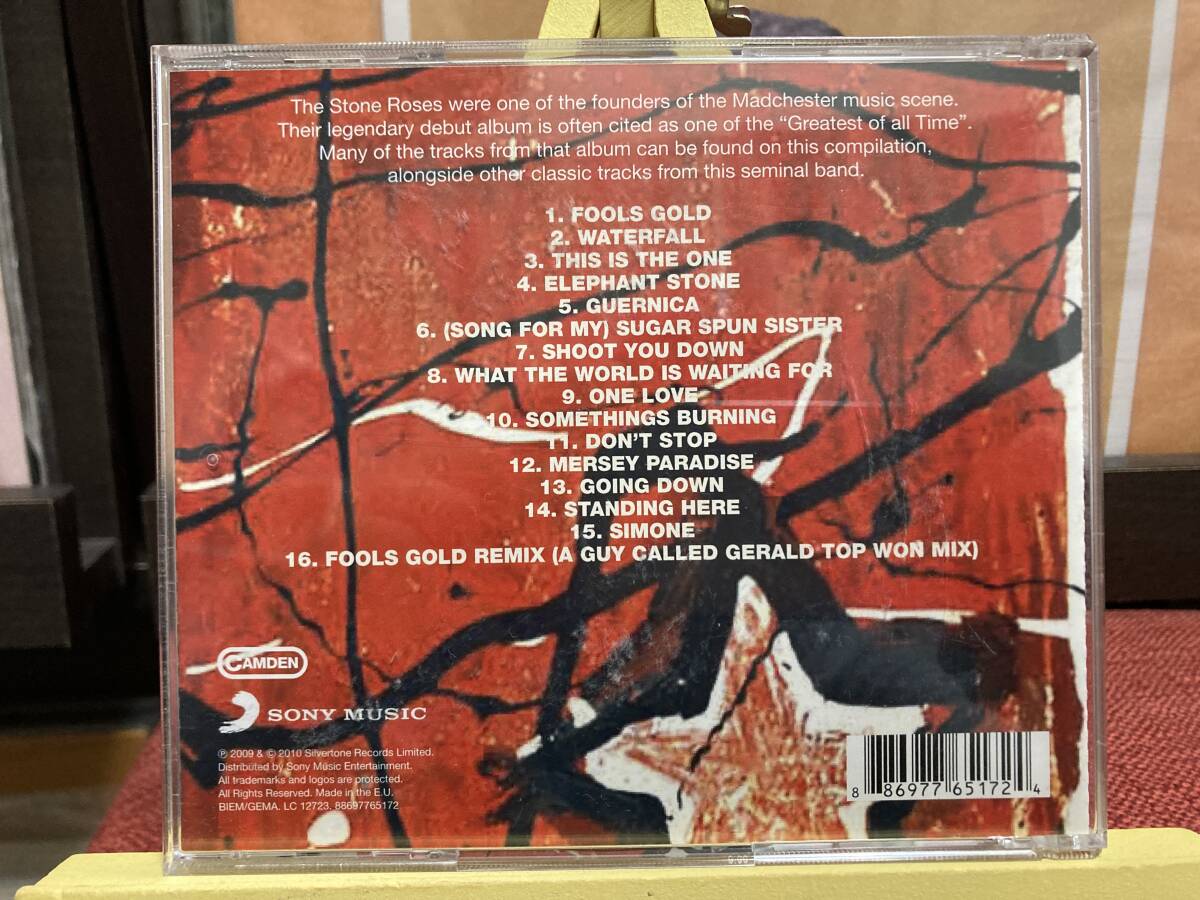 The Stone Roses were one of the founders of the Madchester music scene.
Their legendary debut album is often cited as one of the "Greatest of all Time".
Many of the tracks from that album can be found on this compilation,
alongside other classic tracks from this seminal band.
1. FOOLS GOLD
2. WATERFALL
3. THIS IS THE ONE
4. ELEPHANT STONE
5. GUERNICA
6. (SONG FOR MY) SUGAR SPUN SISTER
7. SHOOT YOU DOWN
8. WHAT THE WORLD IS WAITING FOR
9. ONE LOVE
10. SOMETHINGS BURNING
11. DON'T STOP
12. MERSEY PARADISE
13. GOING DOWN
14. STANDING HERE
15. SIMONE
16. FOOLS GOLD REMIX (A GUY CALLED GERALD TOP WON MIX)
CAMDEN
SONY MUSIC
℗ 2009 & © 2010 Silvertone Records Limited.
Distributed by Sony Music Entertainment.
All trademarks and logos are protected.
All Rights Reserved. Made in the E.U.
BIEM/GEMA. LC 12723. 88697765172
8 86977 65172 4